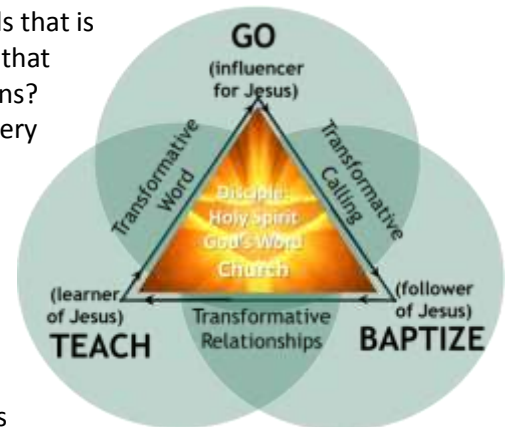 ls that is
that
ns?
ery
s
GO
(influencer
for Jesus)
Transformative
Word
Transformative
Calling
Disciple:
Holy Spirit
God's Word
Church
(learner
of Jesus)
TEACH
Transformative
Relationships
(follower
of Jesus)
BAPTIZE